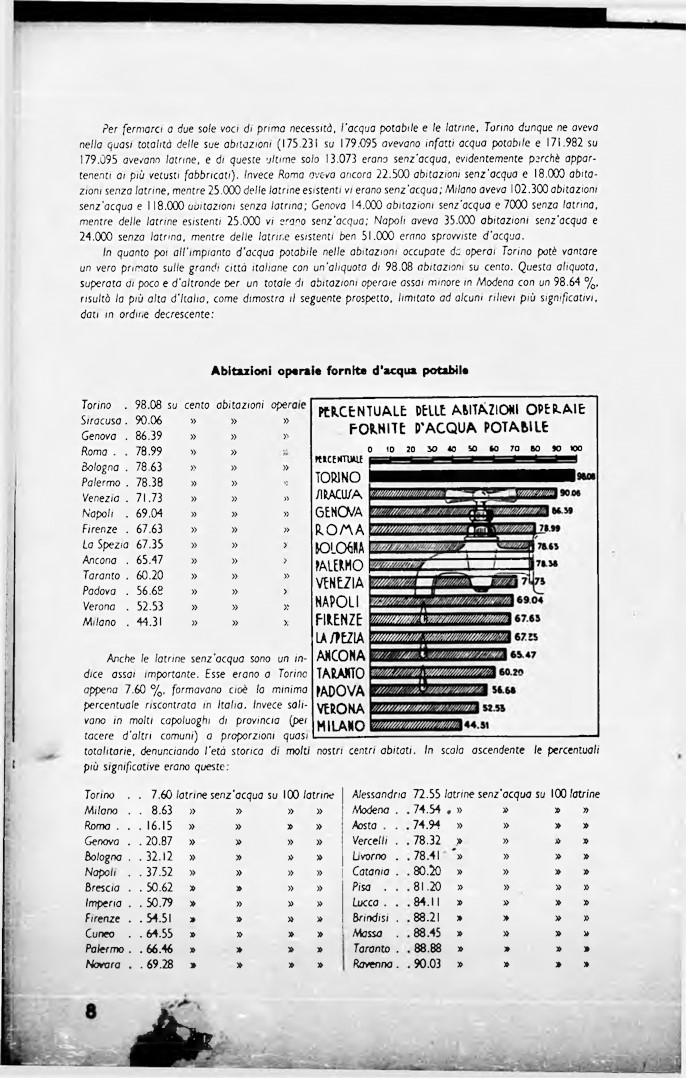 Per fermarci a due sole voci di prima necessità, l'acqua potabile e le latrine, Torino dunque ne aveva
nella quasi totalità delle sue abitazioni (175.231 su 179.095 avevano infatti acqua potabile e 171.982 su
179.095 avevano latrine, e di queste ultime solo 13.073 erano senz'acqua, evidentemente perchè appar-
tenenti ai più vetusti fabbricati). Invece Roma aveva ancora 22.500 abitazioni senz'acqua e 18.000 abita-
zioni senza latrine, mentre 25.000 delle latrine esistenti vi erano senz'acqua; Milano aveva 102.300 abitazioni
senz'acqua e 118.000 abitazioni senza latrina; Genova 14.000 abitazioni senz'acqua e 7000 senza latrina,
mentre delle latrine esistenti 25.000 vi erano senz'acqua; Napoli aveva 35.000 abitazioni senz'acqua e
24.000 senza latrina, mentre delle latrine esistenti ben 51.000 erano sprovviste d'acqua.
In quanto poi all'impianto d'acqua potabile nelle abitazioni occupate da operai Torino potè vantare
un vero primato sulle grandi città italiane con un'aliquota di 98.08 abitazioni su cento. Questa aliquota,
superata di poco e d'altronde per un totale di abitazioni operaie assai minore in Modena con un 98.64 %,
risultò la più alta d'Italia, come dimostra il seguente prospetto, limitato ad alcuni rilievi più significativi,
dati in ordine decrescente:
Abitazioni operaie fornite d'acqua potabile
Torino . 98.08 su cento abitazioni operaie
Siracusa . 90.06 » » »
Genova . 86.39 » » »
Roma . . 78.99 » » »
Bologna . 78.63 » » »
Palermo . 78.38 » » »
Venezia . 71.73 » » »
Napoli . 69.04 » » »
Firenze . 67.63 » » »
La Spezia 67.35 » » »
Ancona . 65.47 » » »
Taranto . 60.20 » » »
Padova . 56.68 » » »
Verona . 52.53 » » »
Milano . 44.31 » » »
PERCENTUALE DELLE ABITAZIONI OPERAIE
FORNITE D'ACQUA POTABILE
PERCENTUALE 0 10 20 30 40 50 60 70 80 90 100
TORINO 98.08
SIRACUSA 90.06
GENOVA 86.39
ROMA 78.99
BOLOGNA 78.63
PALERMO 78.38
VENEZIA 71.73
NAPOLI 69.04
FIRENZE 67.63
LA SPEZIA 67.35
ANCONA 65.47
TARANTO 60.20
PADOVA 56.68
VERONA 52.53
MILANO 44.31
Anche le latrine senz'acqua sono un in-
dice assai importante. Esse erano a Torino
appena 7.60 %, formavano cioè la minima
percentuale riscontrata in Italia. Invece sali-
vano in molti capoluoghi di provincia (per
tacere d'altri comuni) a proporzioni quasi
totalitarie, denunciando l'età storica di molti nostri centri abitati. In scala ascendente le percentuali
più significative erano queste:
Torino . . 7.60 latrine senz'acqua su 100 latrine
Milano . . 8.63 » » » »
Roma . . . 16.15 » » » »
Genova . . 20.87 » » » »
Bologna . . 32.12 » » » »
Napoli . . 37.52 » » » »
Brescia . . 50.62 » » » »
Imperia . . 50.79 » » » »
Firenze . . 54.51 » » » »
Cuneo . . 64.55 » » » »
Palermo . . 66.46 » » » »
Novara . . 69.28 » » » »
Alessandria 72.55 latrine senz'acqua su 100 latrine
Modena . . 74.54 » » » »
Aosta . . . 74.94 » » » »
Vercelli . . 78.32 » » » »
Livorno . . 78.41 » » » »
Catania . . 80.20 » » » »
Pisa . . . 81.20 » » » »
Lucca . . . 84.11 » » » »
Brindisi . . 88.21 » » » »
Massa . . 88.45 » » » »
Taranto . . 88.88 » » » »
Ravenna . . 90.03 » » » »
8